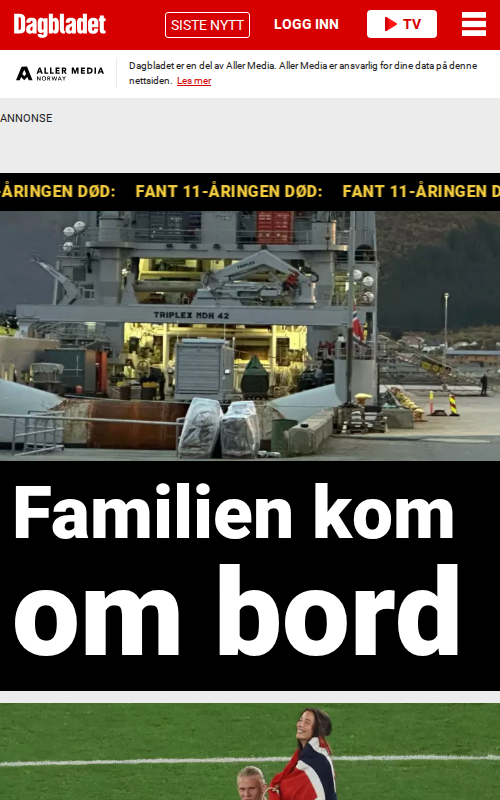 Dagbladet
SISTE NYTT
LOGG INN
TV
ALLER MEDIA
NORWAY
Dagbladet er en del av Aller Media. Aller Media er ansvarlig for dine data på denne
nettsiden. Les mer
ANNONSE
-ÅRINGEN DØD: FANT 11-ÅRINGEN DØD: FANT 11-ÅRINGEN D
TRIPLEX MDH 42
Familien kom
om bord